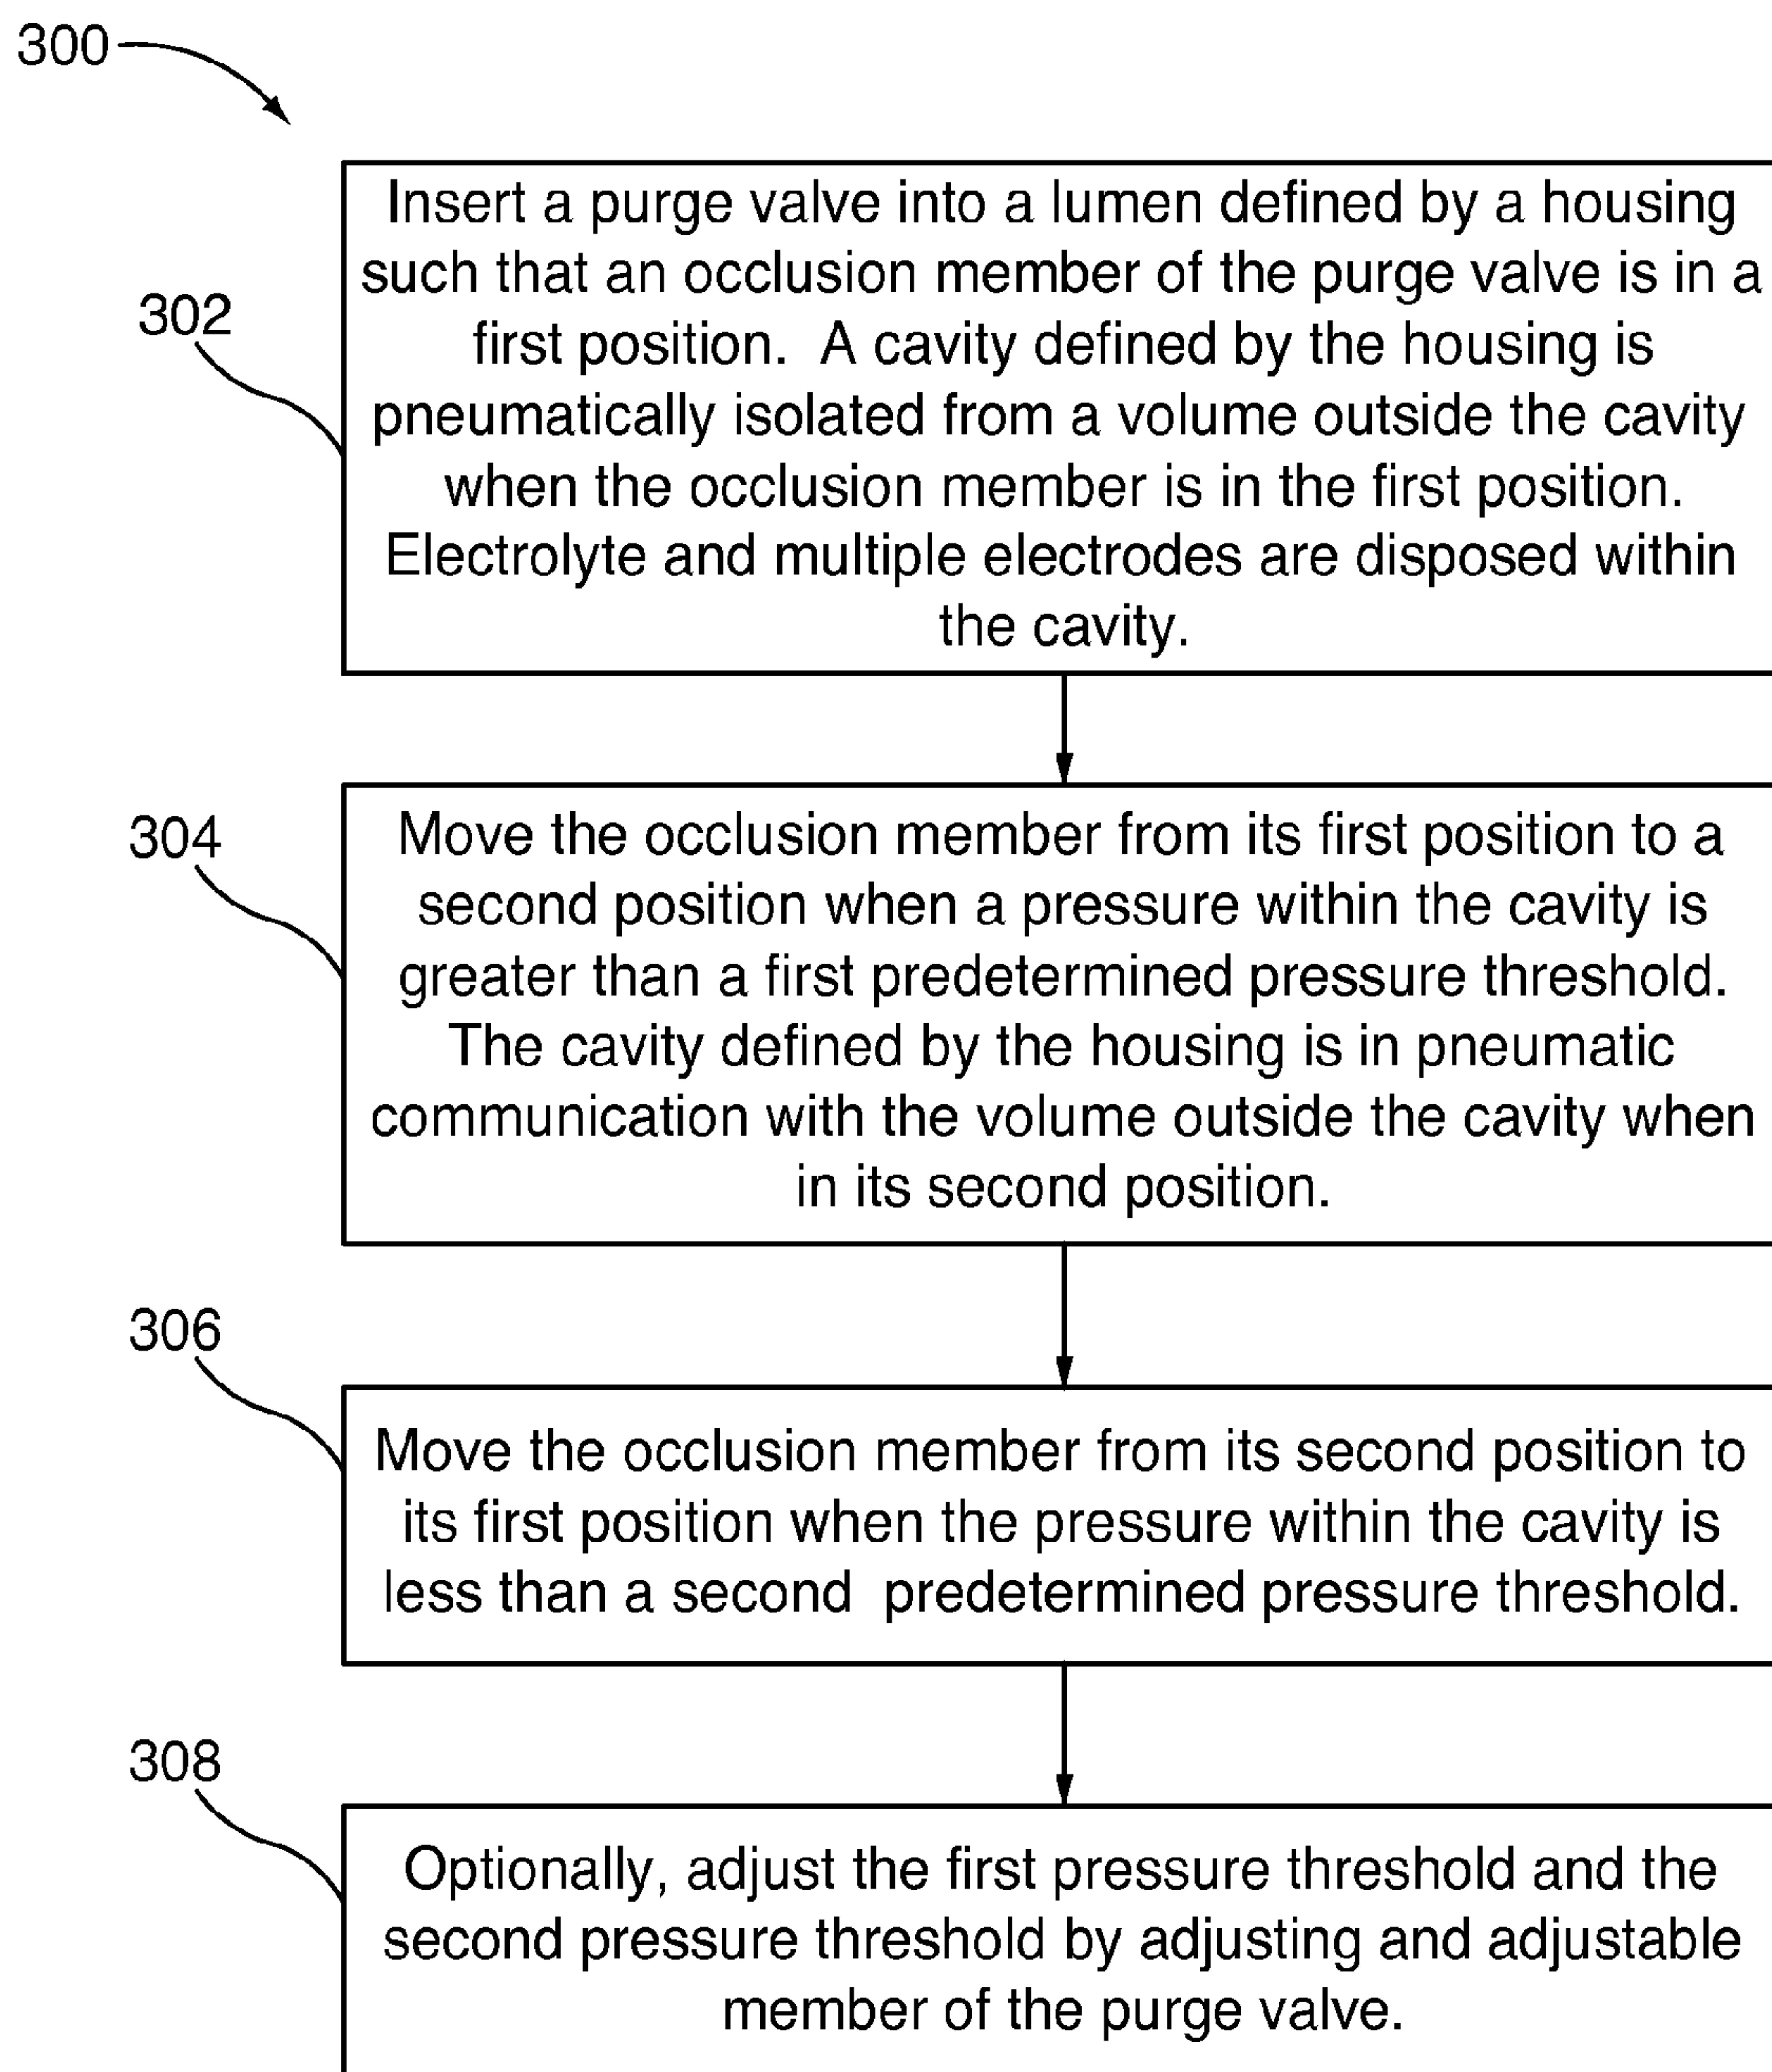 300
302
Insert a purge valve into a lumen defined by a housing
such that an occlusion member of the purge valve is in a
first position.  A cavity defined by the housing is
pneumatically isolated from a volume outside the cavity
when the occlusion member is in the first position.
Electrolyte and multiple electrodes are disposed within
the cavity.
304
Move the occlusion member from its first position to a
second position when a pressure within the cavity is
greater than a first predetermined pressure threshold.
The cavity defined by the housing is in pneumatic
communication with the volume outside the cavity when
in its second position.
306
Move the occlusion member from its second position to
its first position when the pressure within the cavity is
less than a second  predetermined pressure threshold.
308
Optionally, adjust the first pressure threshold and the
second pressure threshold by adjusting and adjustable
member of the purge valve.